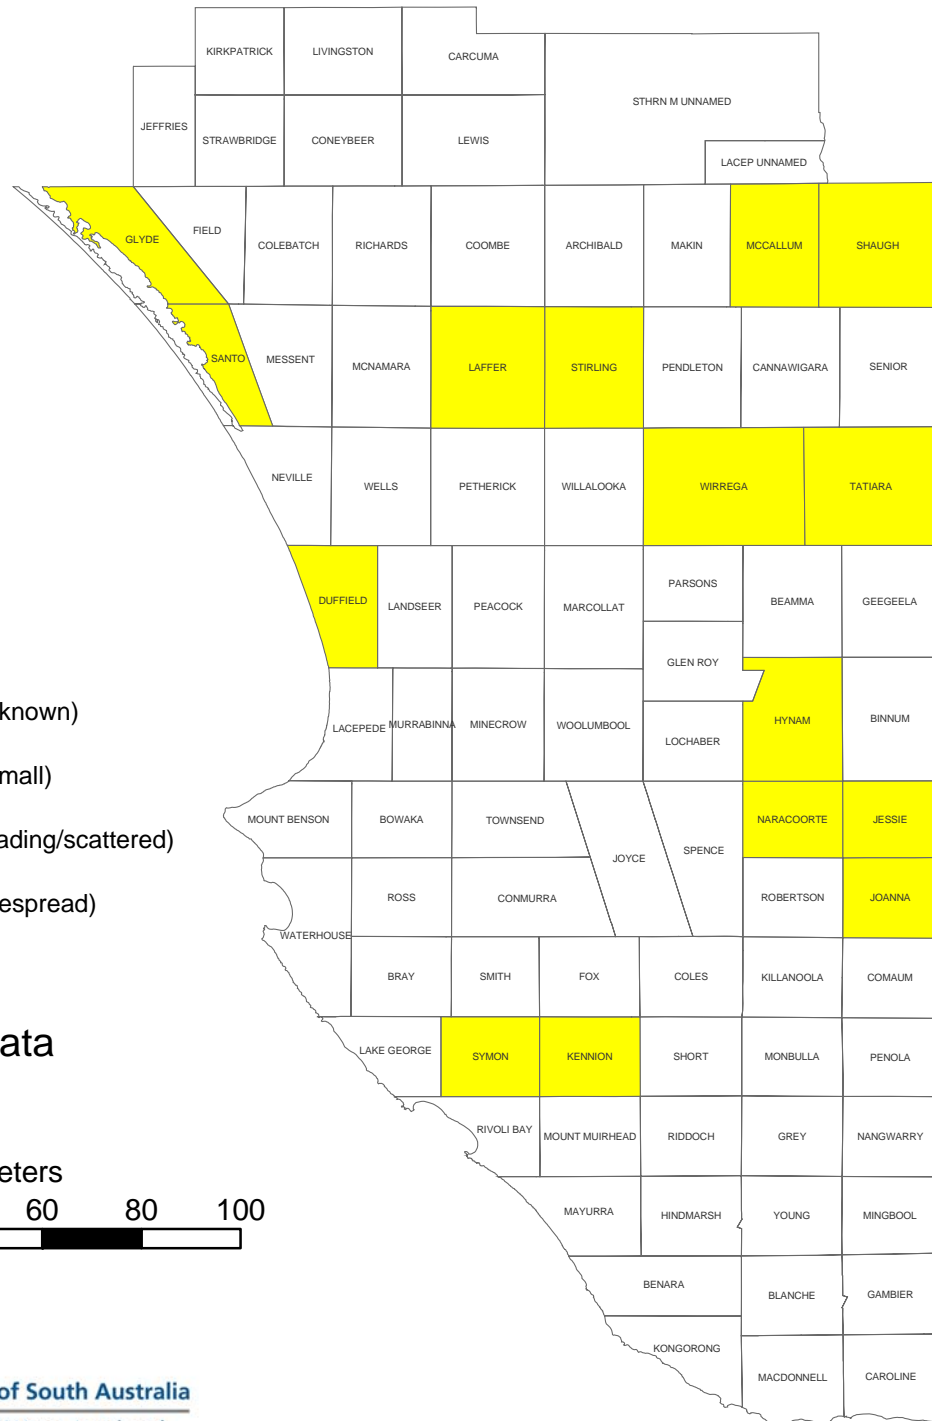 KIRKPATRICK LIVINGSTON CARCUMA
STHRN M UNNAMED
JEFFRIES STRAWBRIDGE CONEYBEER LEWIS
LACEP UNNAMED
GLYDE FIELD COLEBATCH RICHARDS COOMBE ARCHIBALD MAKIN MCCALLUM SHAUGH
SANTO MESSENT MCNAMARA LAFFER STIRLING PENDLETON CANNAWIGARA SENIOR
NEVILLE WELLS PETHERICK WILLALOOKA WIRREGA TATIARA
PARSONS
DUFFIELD LANDSEER PEACOCK MARCOLLAT BEAMMA GEEGEELA
GLEN ROY
known)
LACEPEDE MURRABINNA MINECROW WOOLUMBOOL LOCHABER HYNAM BINNUM
mall)
MOUNT BENSON BOWAKA TOWNSEND NARACOORTE JESSIE
ading/scattered)
JOYCE SPENCE
ROSS CONMURRA ROBERTSON JOANNA
espread)
WATERHOUSE
BRAY SMITH FOX COLES KILLANOOLA COMAUM
ata
LAKE GEORGE SYMON KENNION SHORT MONBULLA PENOLA
RIVOLI BAY MOUNT MUIRHEAD RIDDOCH GREY NANGWARRY
eters
60 80 100
MAYURRA HINDMARSH YOUNG MINGBOOL
BENARA BLANCHE GAMBIER
KONGORONG
MACDONNELL CAROLINE
of South Australia